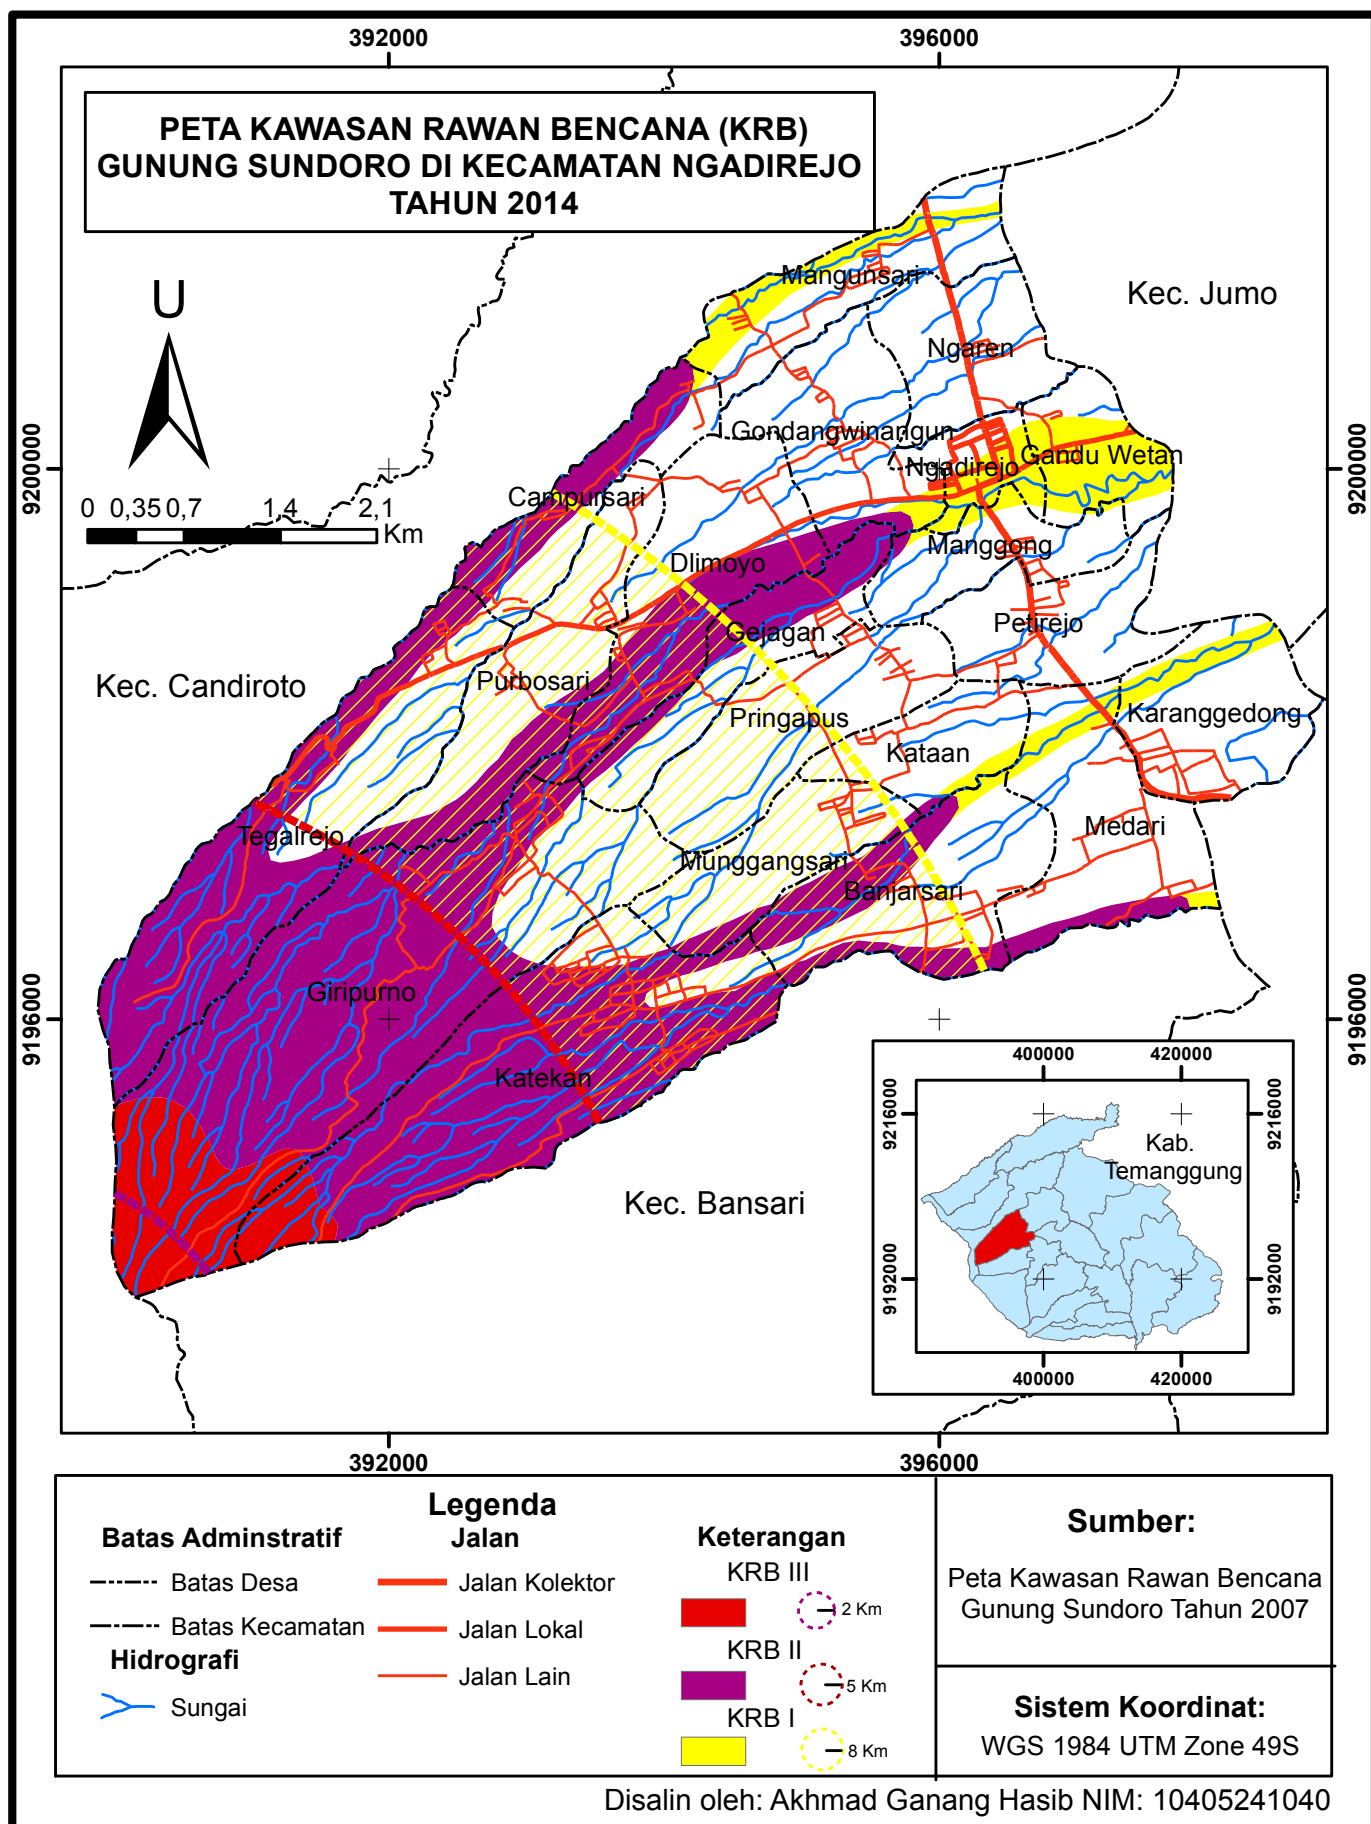 392000
396000
PETA KAWASAN RAWAN BENCANA (KRB)
GUNUNG SUNDORO DI KECAMATAN NGADIREJO
TAHUN 2014
U
0 0,35 0,7 1,4 2,1
Km
9200000
9200000
9196000
9196000
Kec. Jumo
Kec. Candiroto
Kec. Bansari
Mangunsari
Ngaren
Gondangwinangun
Ngadirejo
Gandu Wetan
Campursari
Manggong
Dlimoyo
Gejagan
Petirejo
Purbosari
Pringapus
Karanggedong
Kataan
Tegalrejo
Medari
Munggangsari
Banjarsari
Giripurno
Katekan
400000
420000
9216000
9216000
Kab.
Temanggung
9192000
9192000
400000
420000
392000
396000
Legenda
Batas Adminstratif
Batas Desa
Batas Kecamatan
Hidrografi
Sungai
Jalan
Jalan Kolektor
Jalan Lokal
Jalan Lain
Keterangan
KRB III
2 Km
KRB II
5 Km
KRB I
8 Km
Sumber:
Peta Kawasan Rawan Bencana
Gunung Sundoro Tahun 2007
Sistem Koordinat:
WGS 1984 UTM Zone 49S
Disalin oleh: Akhmad Ganang Hasib NIM: 10405241040